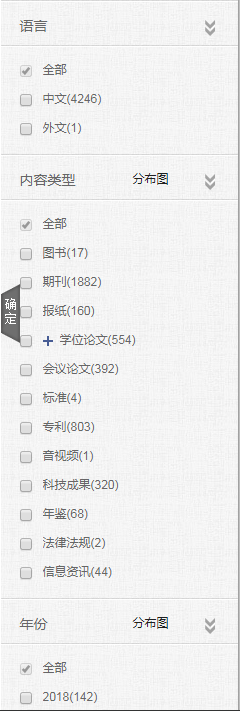 语言
全部
中文(4246)
外文(1)
内容类型 分布图
全部
图书(17)
期刊(1882)
报纸(160)
确定
学位论文(554)
会议论文(392)
标准(4)
专利(803)
音视频(1)
科技成果(320)
年鉴(68)
法律法规(2)
信息资讯(44)
年份 分布图
全部
2018(142)